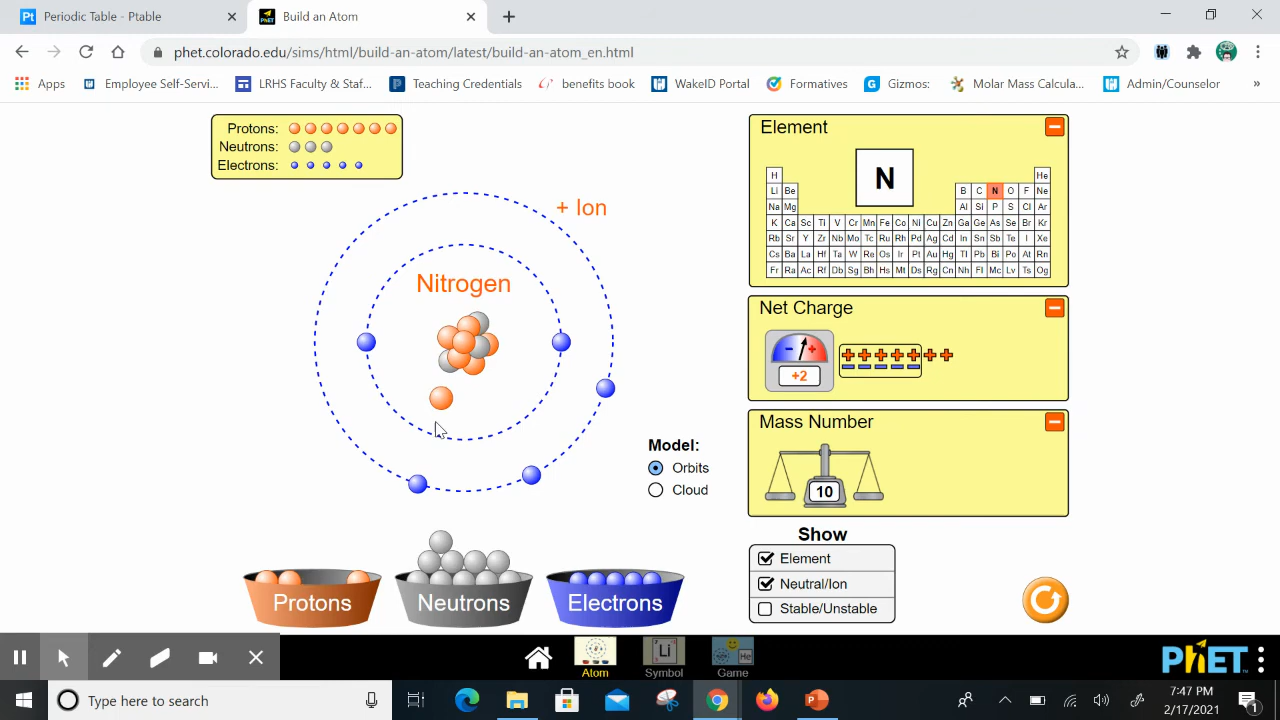 Periodic Table - Ptable
Build an Atom
phet.colorado.edu/sims/html/build-an-atom/latest/build-an-atom_en.html
Apps
Employee Self-Servi...
LRHS Faculty & Staf...
Teaching Credentials
benefits book
WakeID Portal
Formatives
Gizmos:
Molar Mass Calcula...
Admin/Counselor
»
Protons:
Neutrons:
Electrons:
+ Ion
Nitrogen
Model:
Orbits
Cloud
Protons
Neutrons
Electrons
Element
N
H He
Li Be B C N O F Ne
Na Mg Al Si P S Cl Ar
K Ca Sc Ti V Cr Mn Fe Co Ni Cu Zn Ga Ge As Se Br Kr
Rb Sr Y Zr Nb Mo Tc Ru Rh Pd Ag Cd In Sn Sb Te I Xe
Cs Ba La Hf Ta W Re Os Ir Pt Au Hg Tl Pb Bi Po At Rn
Fr Ra Ac Rf Db Sg Bh Hs Mt Ds Rg Cn Nh Fl Mc Lv Ts Og
Net Charge
+2
Mass Number
10
Show
Element
Neutral/Ion
Stable/Unstable
Atom
Li
Symbol
He
Game
PhET
Type here to search
7:47 PM
2/17/2021
1